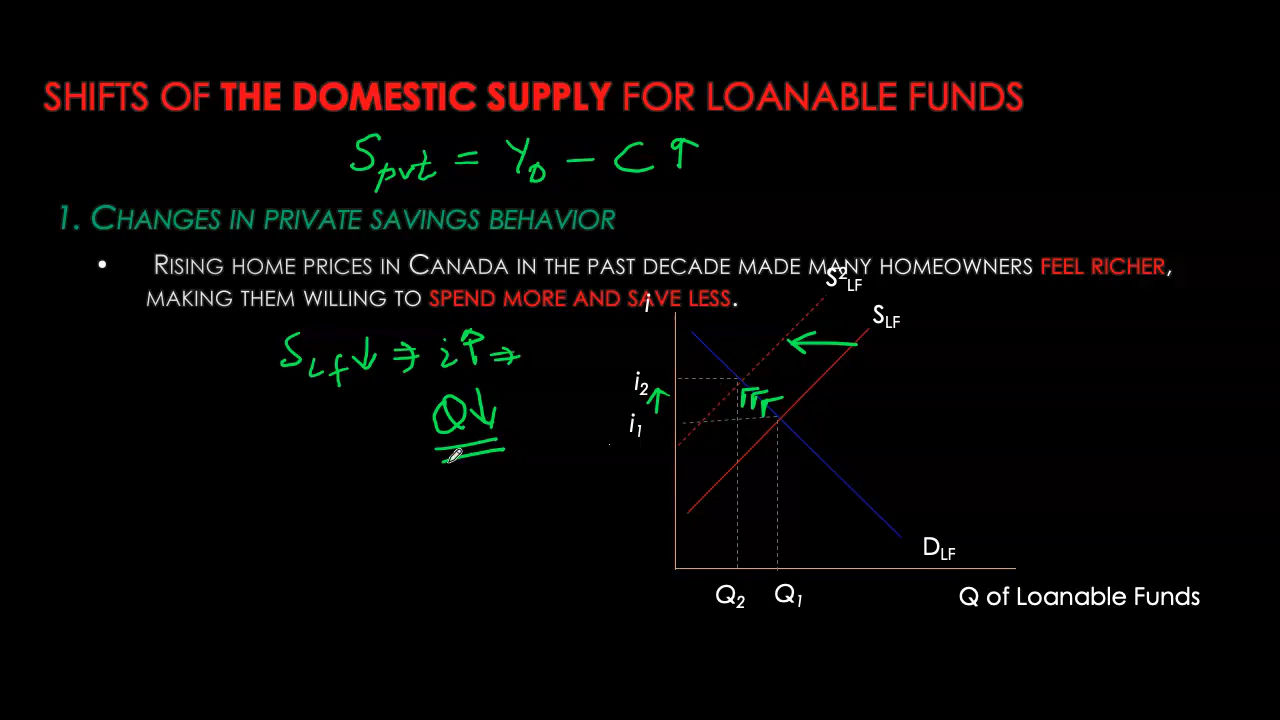 SHIFTS OF THE DOMESTIC SUPPLY FOR LOANABLE FUNDS
Spvt = YD - C ↑
1. CHANGES IN PRIVATE SAVINGS BEHAVIOR
• RISING HOME PRICES IN CANADA IN THE PAST DECADE MADE MANY HOMEOWNERS FEEL RICHER,
MAKING THEM WILLING TO SPEND MORE AND SAVE LESS.
S²LF
i
SLF
SLf ↓ ⇒ i ↑ ⇒
i2
Q ↓
i1
DLF
Q2 Q1
Q of Loanable Funds